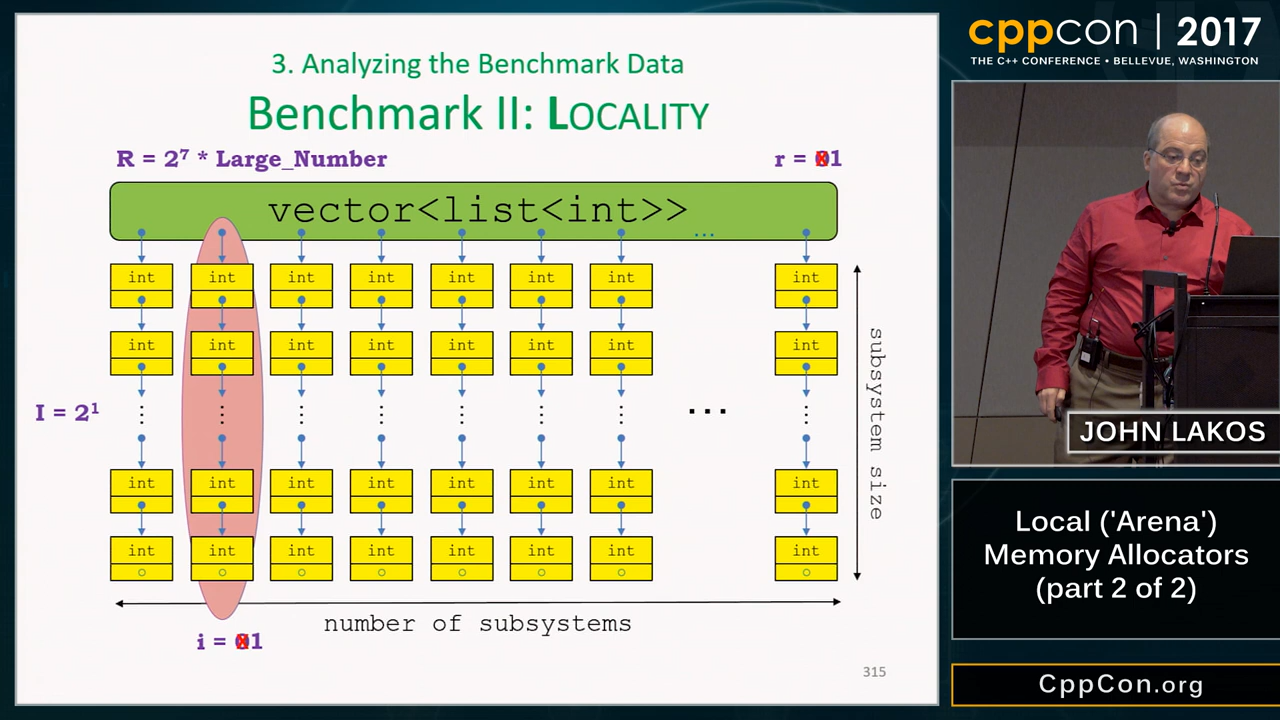 3. Analyzing the Benchmark Data
Benchmark II: LOCALITY
R = 2⁷ * Large_Number
r = 1
vector<list<int>>
...
int int int int int int int int
int int int int int int int int
I = 2¹
...
int int int int int int int int
int int int int int int int int
subsystem size
number of subsystems
i = 1
315
cppcon | 2017
THE C++ CONFERENCE • BELLEVUE, WASHINGTON
JOHN LAKOS
Local ('Arena')
Memory Allocators
(part 2 of 2)
CppCon.org